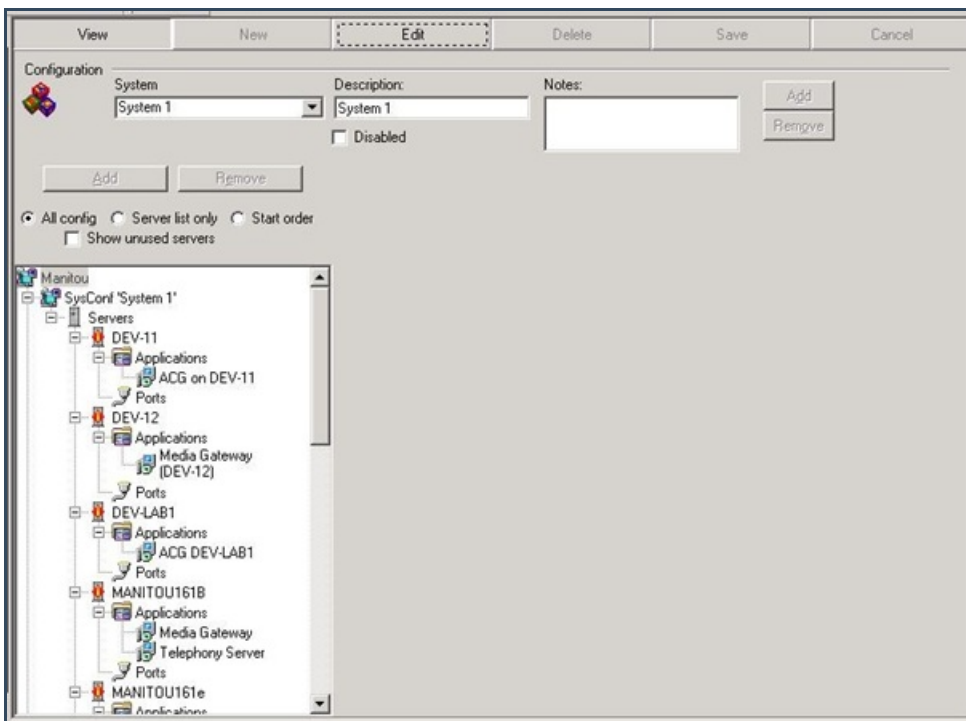 View New Edit Delete Save Cancel
Configuration
System Description: Notes:
System 1 System 1 Add
Disabled Remove
Add Remove
All config Server list only Start order
Show unused servers
Manitou
SysConf 'System 1'
Servers
DEV-11
Applications
ACG on DEV-11
Ports
DEV-12
Applications
Media Gateway
(DEV-12)
Ports
DEV-LAB1
Applications
ACG DEV-LAB1
Ports
MANITOU161B
Applications
Media Gateway
Telephony Server
Ports
MANITOU161e
Applications